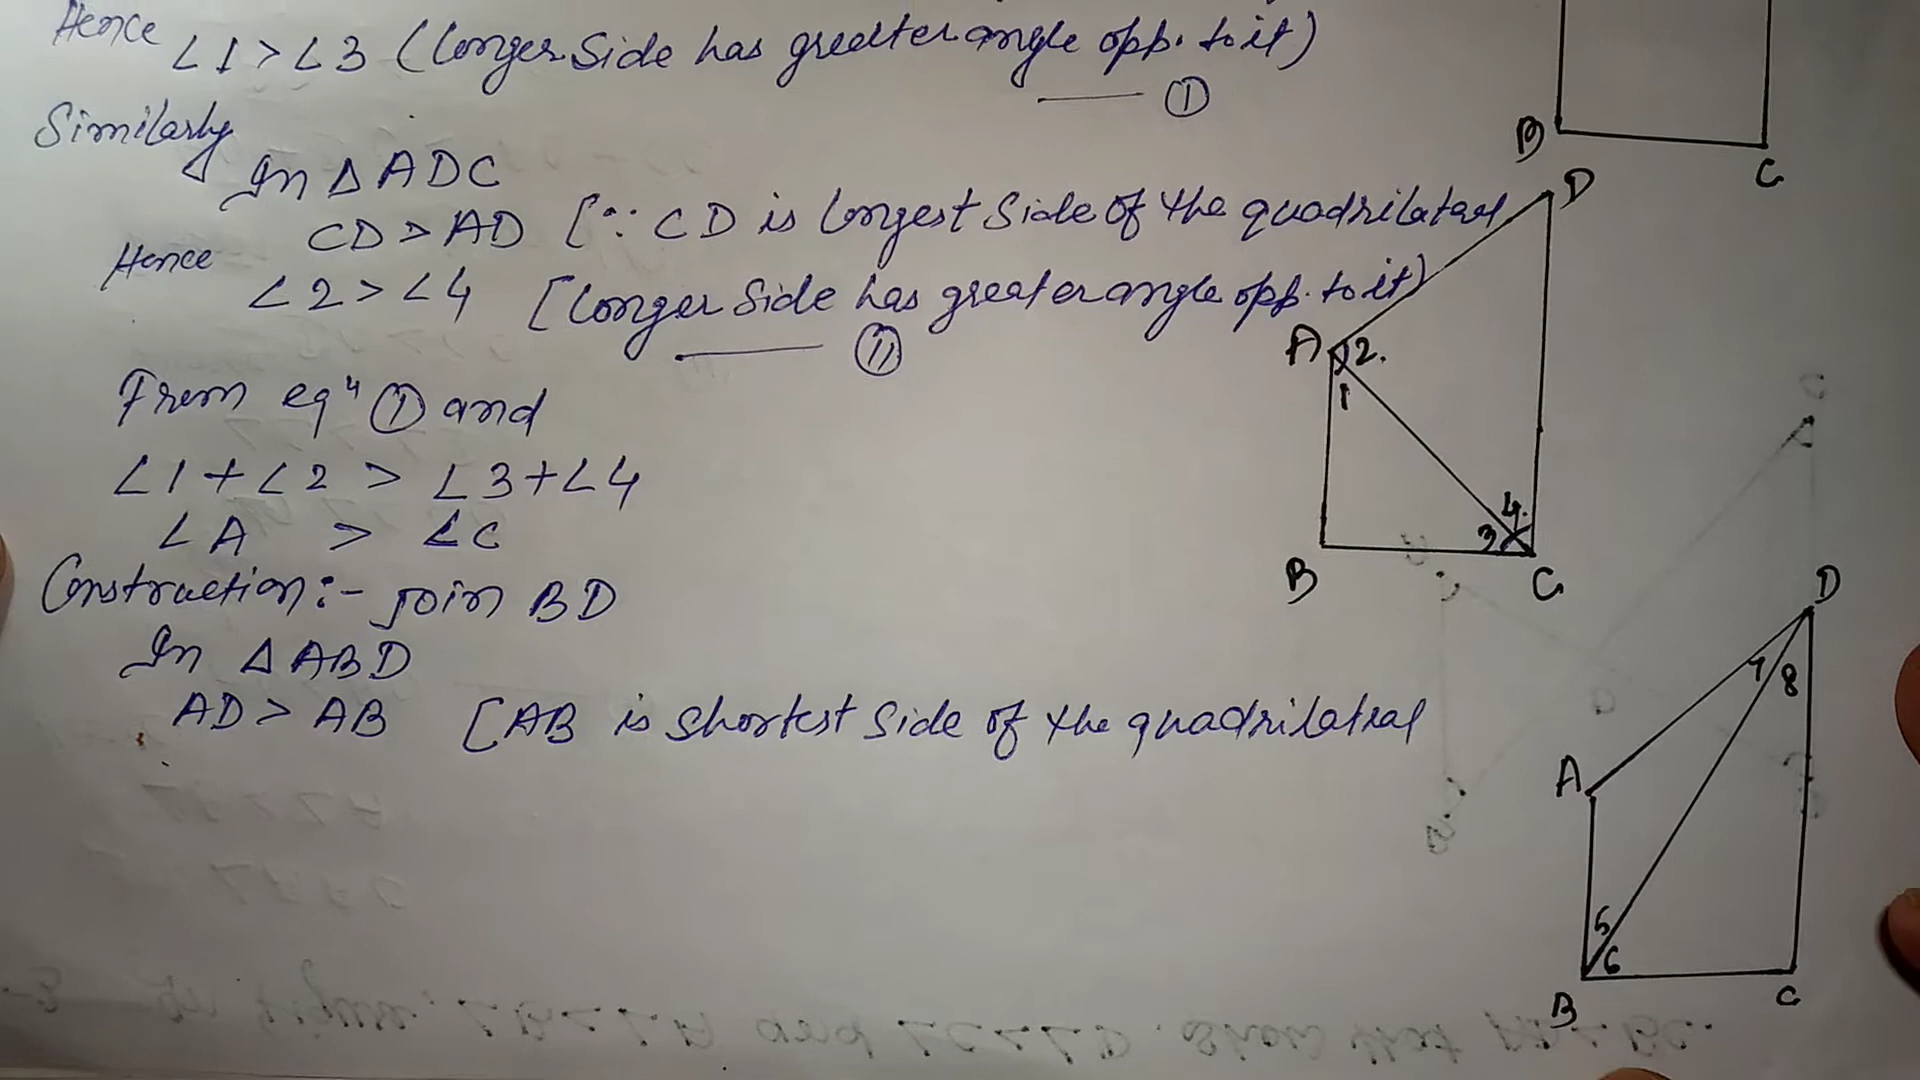 Hence
∠1 > ∠3 (longer side has greater angle opp. to it)
—— ①
Similarly
In △ADC
CD > AD [∵ CD is longest side of the quadrilateral
Hence
∠2 > ∠4 [longer side has greater angle opp. to it)
—— ②
From eqⁿ ① and
∠1 + ∠2 > ∠3 + ∠4
∠A > ∠C
Construction:- join BD
In △ABD
AD > AB [AB is shortest side of the quadrilatral
B
C
D
A
2.
1
4.
3
B
C
D
7
8
A
5
6
B
C